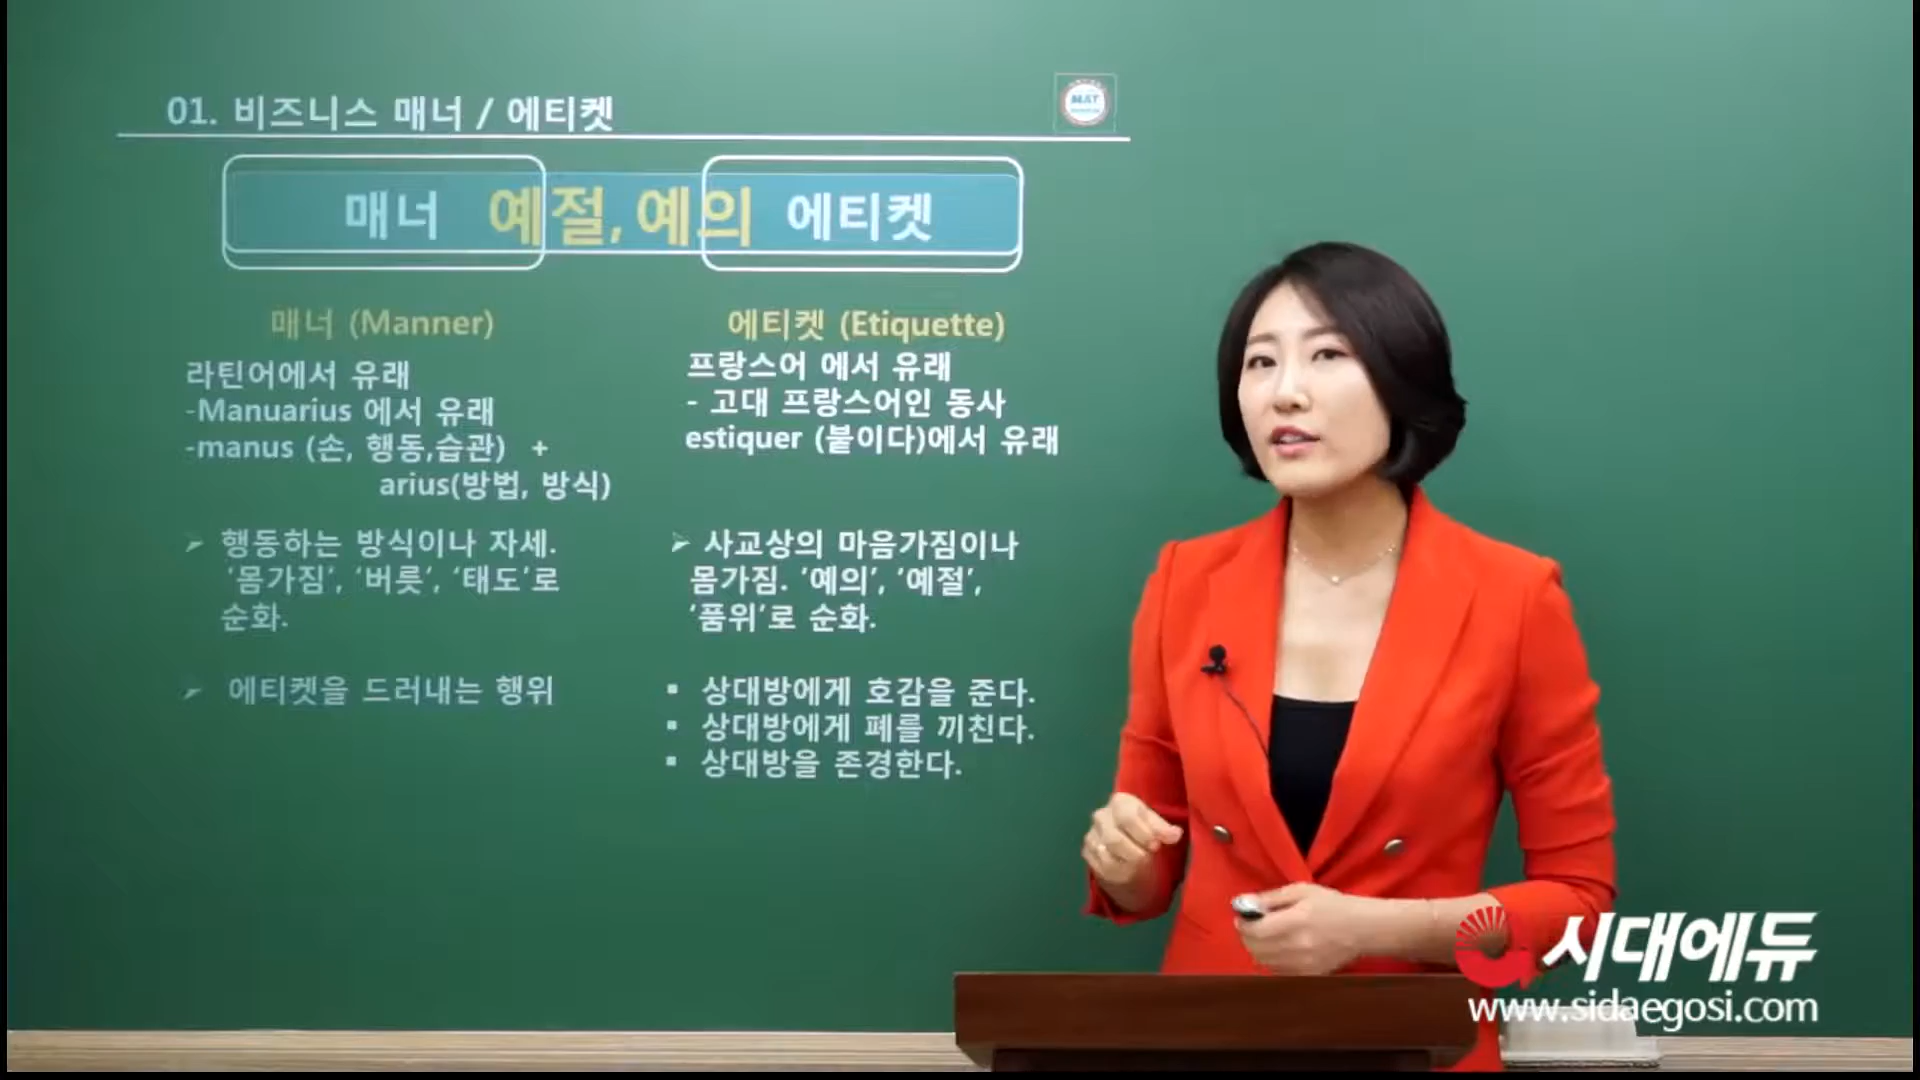 01. 비즈니스 매너 / 에티켓
MAT
매너 예절, 예의 에티켓
매너 (Manner)
라틴어에서 유래
-Manuarius 에서 유래
-manus (손, 행동,습관) +
arius(방법, 방식)
➢ 행동하는 방식이나 자세.
‘몸가짐’, ‘버릇’, ‘태도’로
순화.
➢ 에티켓을 드러내는 행위
에티켓 (Etiquette)
프랑스어 에서 유래
- 고대 프랑스어인 동사
estiquer (붙이다)에서 유래
➢ 사교상의 마음가짐이나
몸가짐. ‘예의’, ‘예절’,
‘품위’로 순화.
▪ 상대방에게 호감을 준다.
▪ 상대방에게 폐를 끼친다.
▪ 상대방을 존경한다.
시대에듀
www.sidaegosi.com